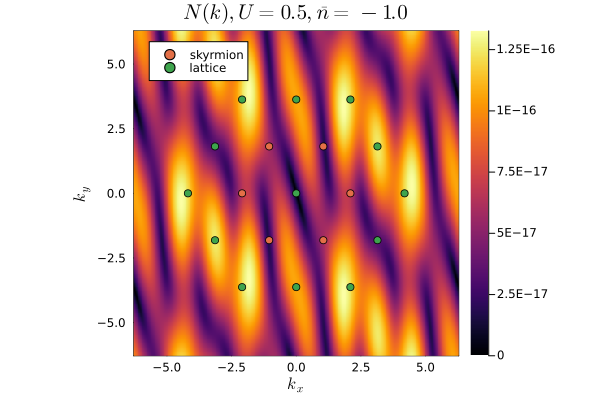 N(k), U = 0.5, n̄ = −1.0
skyrmion
lattice
5.0
2.5
0.0
−2.5
−5.0
k_y
−5.0 −2.5 0.0 2.5 5.0
k_x
1.25E−16
1E−16
7.5E−17
5E−17
2.5E−17
0